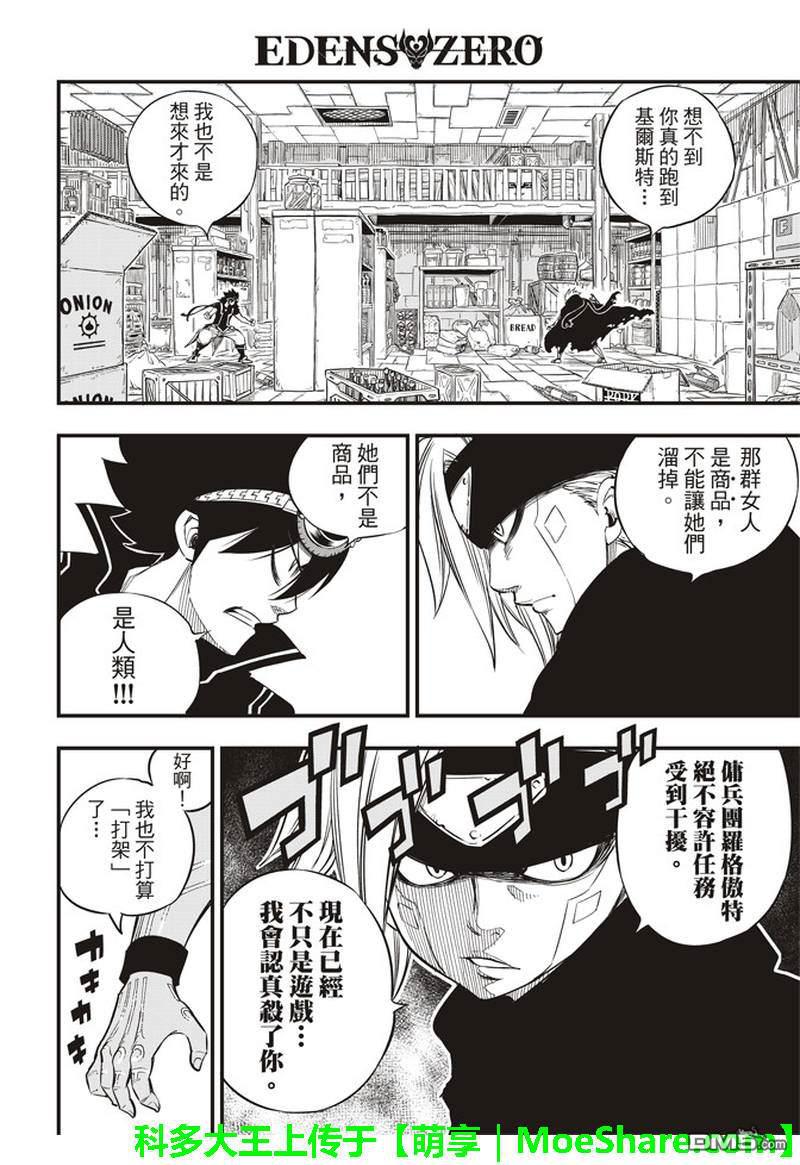 EDENS ZERO
想不到
你真的跑到
基爾斯特…
我也不是
想來才來的。
ONION
BREAD
F
那群女人
是商品，
不能讓她們
溜掉。
她們不是
商品，
是人類!!!
傭兵團羅格傲特
絕不容許任務
受到干擾。
ゴゴゴゴ
現在已經
不只是遊戲…
我會認真殺了你。
好啊！
我也不打算
「打架」
了…
科多大王上传于【萌享｜MoeShare